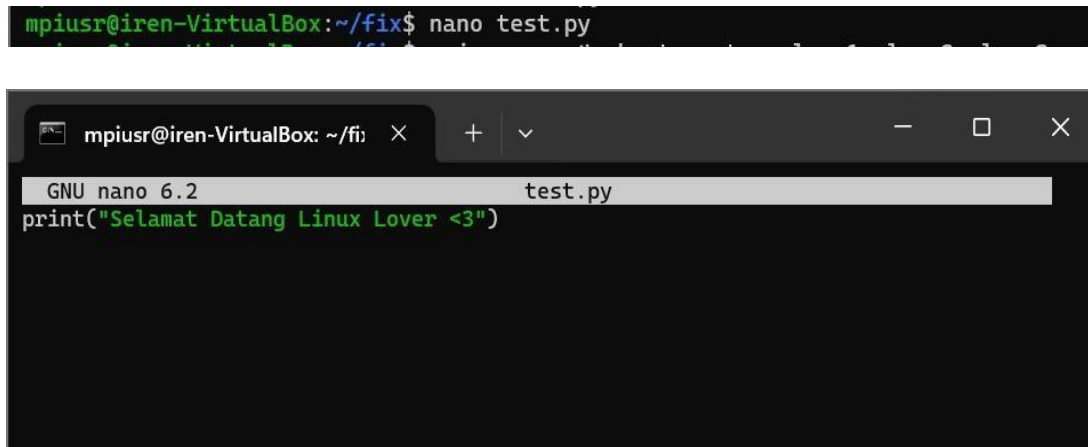 mpiusr@iren-VirtualBox:~/fix$ nano test.py
mpiusr@iren-VirtualBox: ~/fi
GNU nano 6.2 test.py
print("Selamat Datang Linux Lover <3")